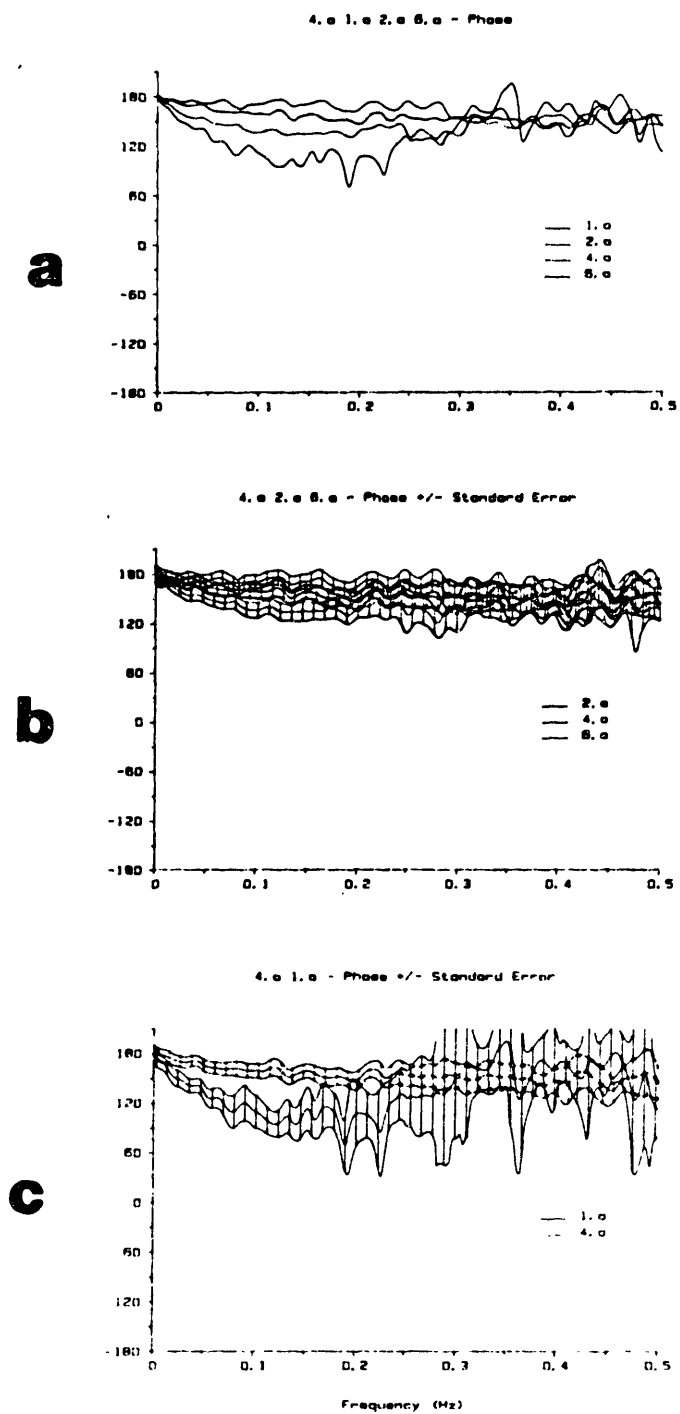 4.a 1.a 2.a 6.a - Phase
180
120
60
0
-60
-120
-180
0 0.1 0.2 0.3 0.4 0.5
1.a
2.a
4.a
6.a
a
4.a 2.a 6.a - Phase +/- Standard Error
180
120
60
0
-60
-120
-180
0 0.1 0.2 0.3 0.4 0.5
2.a
4.a
6.a
b
4.a 1.a - Phase +/- Standard Error
180
120
60
0
60
120
-180
0 0.1 0.2 0.3 0.4 0.5
1.a
4.a
c
Frequency (Hz)